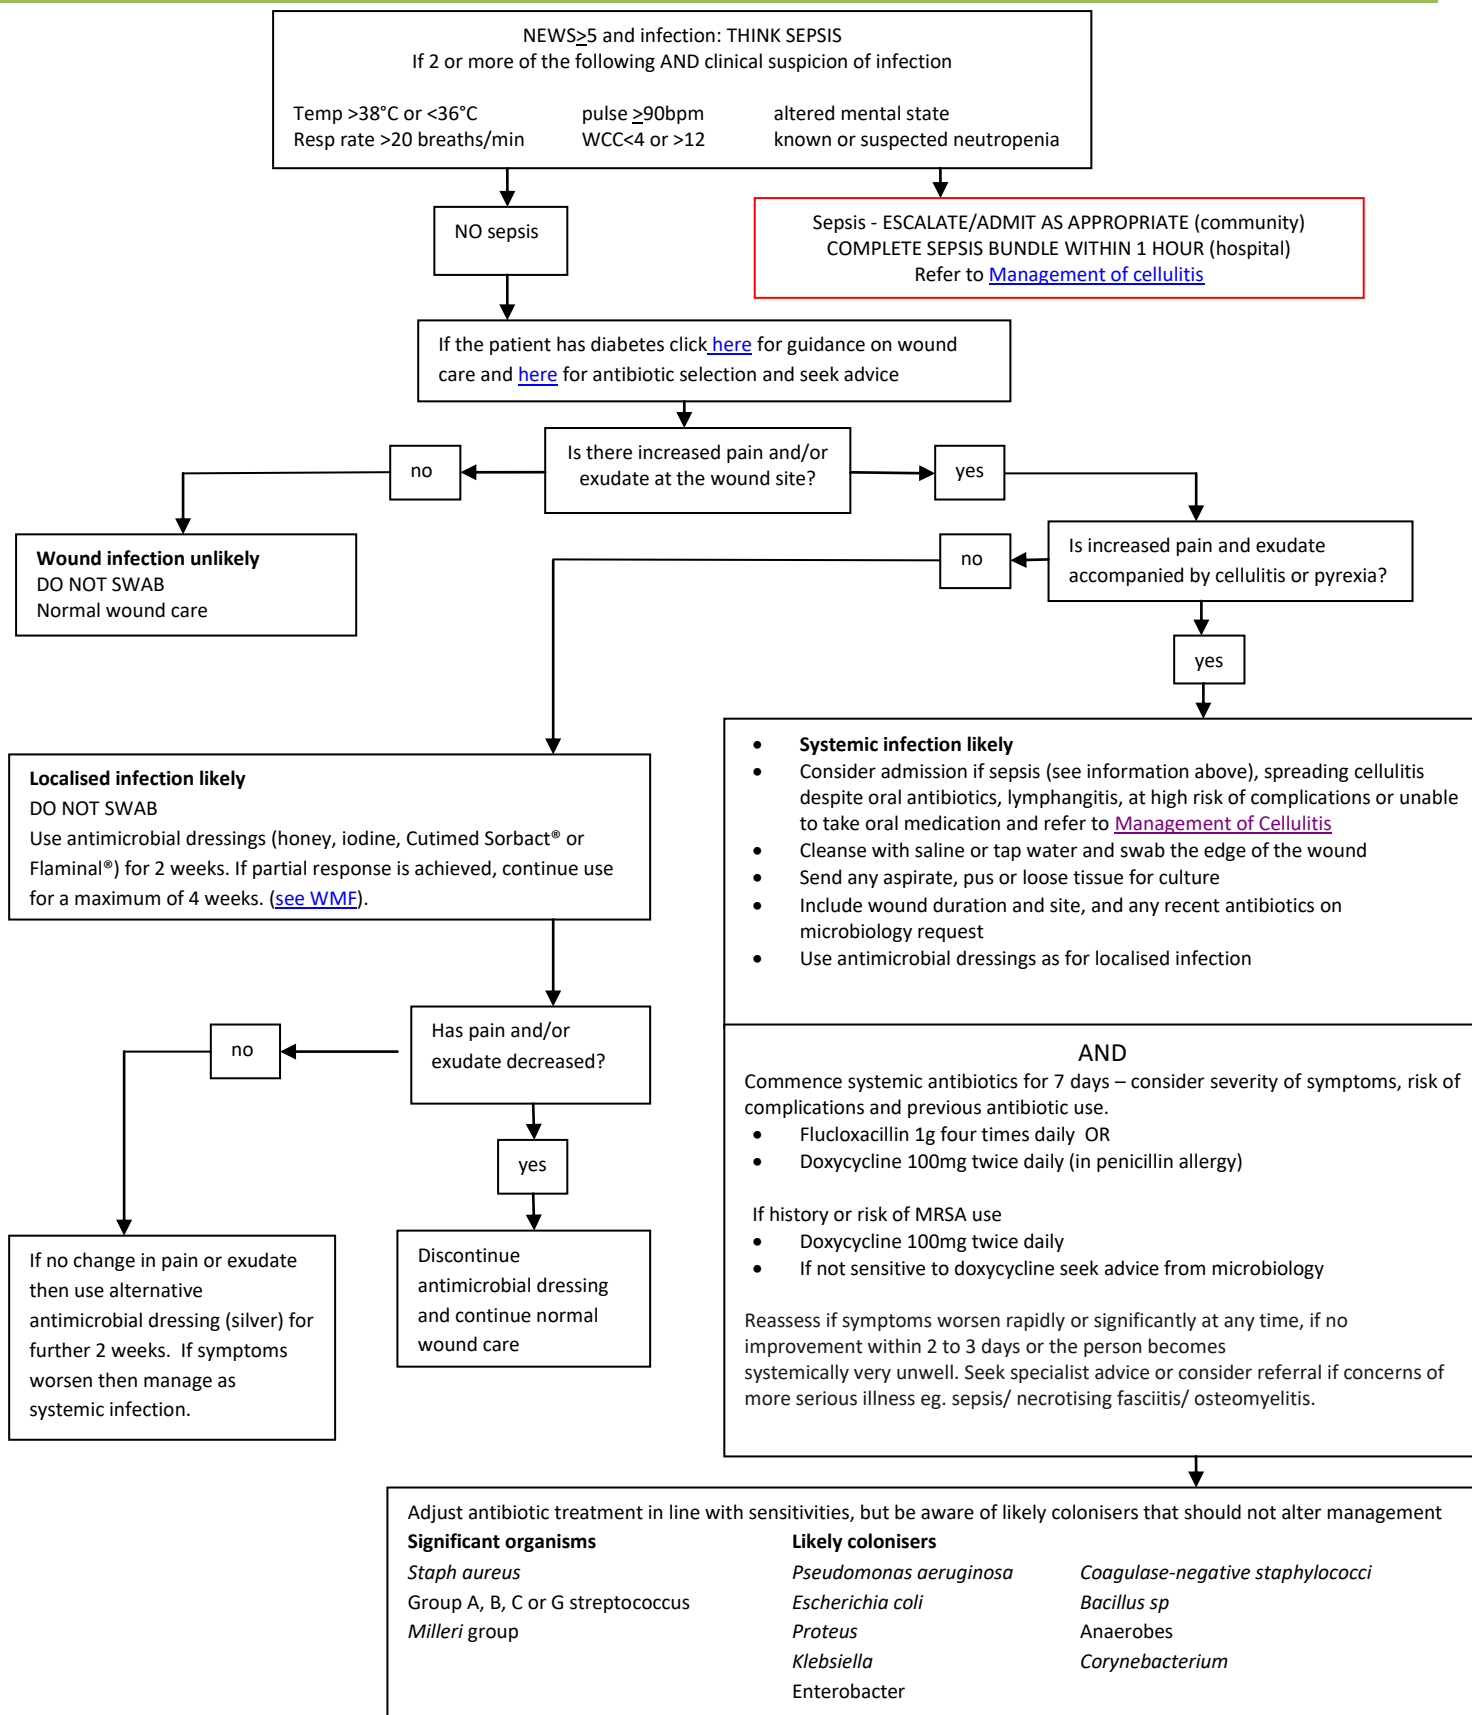 NEWS≥5 and infection: THINK SEPSIS
If 2 or more of the following AND clinical suspicion of infection
Temp >38°C or <36°C pulse ≥90bpm altered mental state
Resp rate >20 breaths/min WCC<4 or >12 known or suspected neutropenia
NO sepsis
Sepsis - ESCALATE/ADMIT AS APPROPRIATE (community)
COMPLETE SEPSIS BUNDLE WITHIN 1 HOUR (hospital)
Refer to Management of cellulitis
If the patient has diabetes click here for guidance on wound
care and here for antibiotic selection and seek advice
Is there increased pain and/or
exudate at the wound site?
no
yes
Wound infection unlikely
DO NOT SWAB
Normal wound care
Is increased pain and exudate
accompanied by cellulitis or pyrexia?
no
yes
Localised infection likely
DO NOT SWAB
Use antimicrobial dressings (honey, iodine, Cutimed Sorbact® or
Flaminal®) for 2 weeks. If partial response is achieved, continue use
for a maximum of 4 weeks. (see WMF).
• Systemic infection likely
• Consider admission if sepsis (see information above), spreading cellulitis
despite oral antibiotics, lymphangitis, at high risk of complications or unable
to take oral medication and refer to Management of Cellulitis
• Cleanse with saline or tap water and swab the edge of the wound
• Send any aspirate, pus or loose tissue for culture
• Include wound duration and site, and any recent antibiotics on
microbiology request
• Use antimicrobial dressings as for localised infection
Has pain and/or
exudate decreased?
no
yes
If no change in pain or exudate
then use alternative
antimicrobial dressing (silver) for
further 2 weeks. If symptoms
worsen then manage as
systemic infection.
Discontinue
antimicrobial dressing
and continue normal
wound care
AND
Commence systemic antibiotics for 7 days – consider severity of symptoms, risk of
complications and previous antibiotic use.
• Flucloxacillin 1g four times daily OR
• Doxycycline 100mg twice daily (in penicillin allergy)
If history or risk of MRSA use
• Doxycycline 100mg twice daily
• If not sensitive to doxycycline seek advice from microbiology
Reassess if symptoms worsen rapidly or significantly at any time, if no
improvement within 2 to 3 days or the person becomes
systemically very unwell. Seek specialist advice or consider referral if concerns of
more serious illness eg. sepsis/ necrotising fasciitis/ osteomyelitis.
Adjust antibiotic treatment in line with sensitivities, but be aware of likely colonisers that should not alter management
Significant organisms Likely colonisers
Staph aureus Pseudomonas aeruginosa Coagulase-negative staphylococci
Group A, B, C or G streptococcus Escherichia coli Bacillus sp
Milleri group Proteus Anaerobes
Klebsiella Corynebacterium
Enterobacter